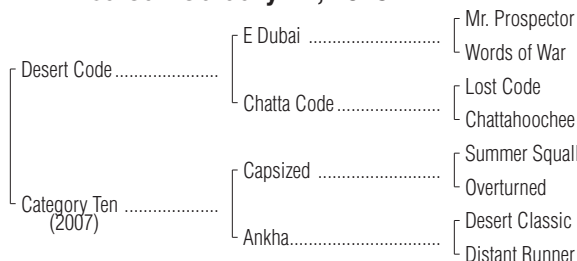 Mr. Prospector
E Dubai ..............................
Words of War
Desert Code ........................
Lost Code
Chatta Code ........................
Chattahoochee
Summer Squall
Capsized ............................
Overturned
Category Ten ......................
(2007)
Desert Classic
Ankha...................................
Distant Runner